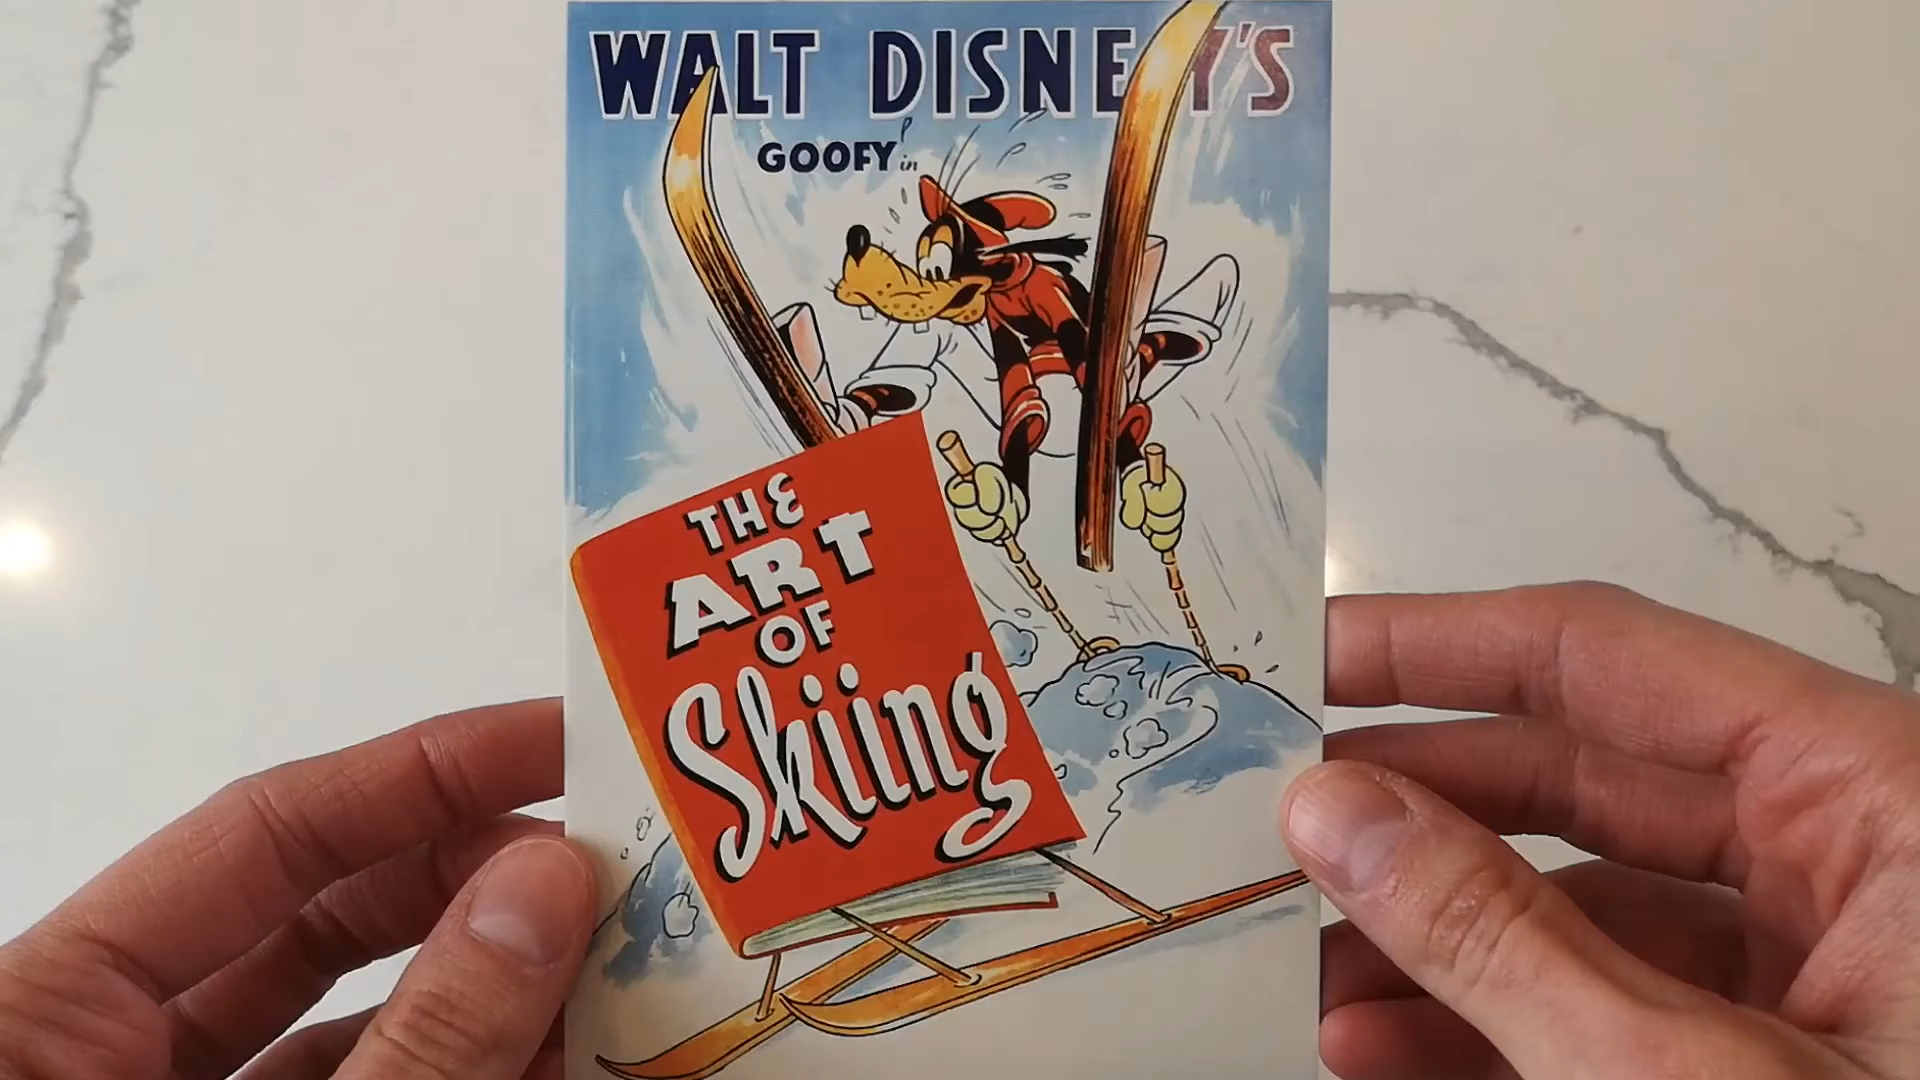 WALT DISNEY'S
GOOFY in
THE
ART
OF
Skiing